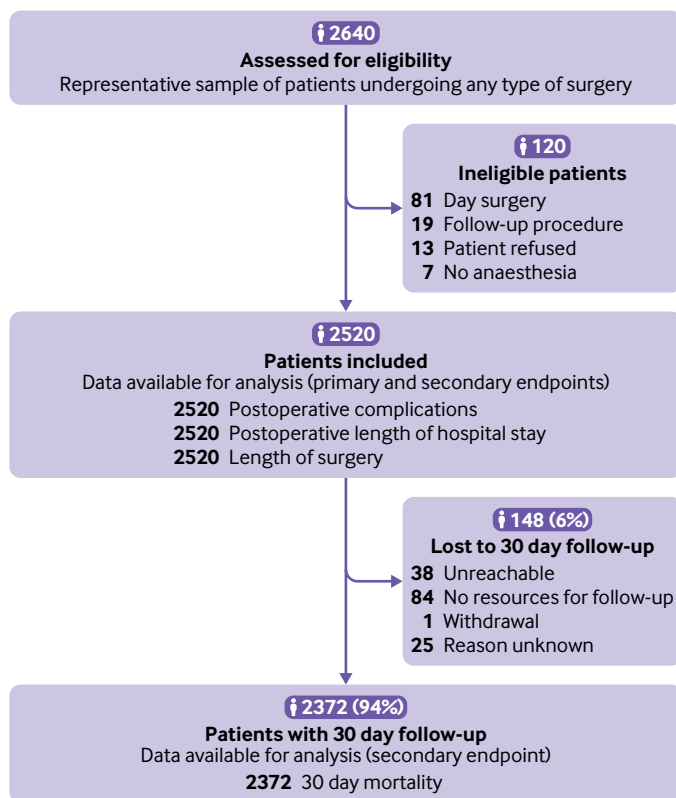 2640
Assessed for eligibility
Representative sample of patients undergoing any type of surgery
120
Ineligible patients
81 Day surgery
19 Follow-up procedure
13 Patient refused
7 No anaesthesia
2520
Patients included
Data available for analysis (primary and secondary endpoints)
2520 Postoperative complications
2520 Postoperative length of hospital stay
2520 Length of surgery
148 (6%)
Lost to 30 day follow-up
38 Unreachable
84 No resources for follow-up
1 Withdrawal
25 Reason unknown
2372 (94%)
Patients with 30 day follow-up
Data available for analysis (secondary endpoint)
2372 30 day mortality